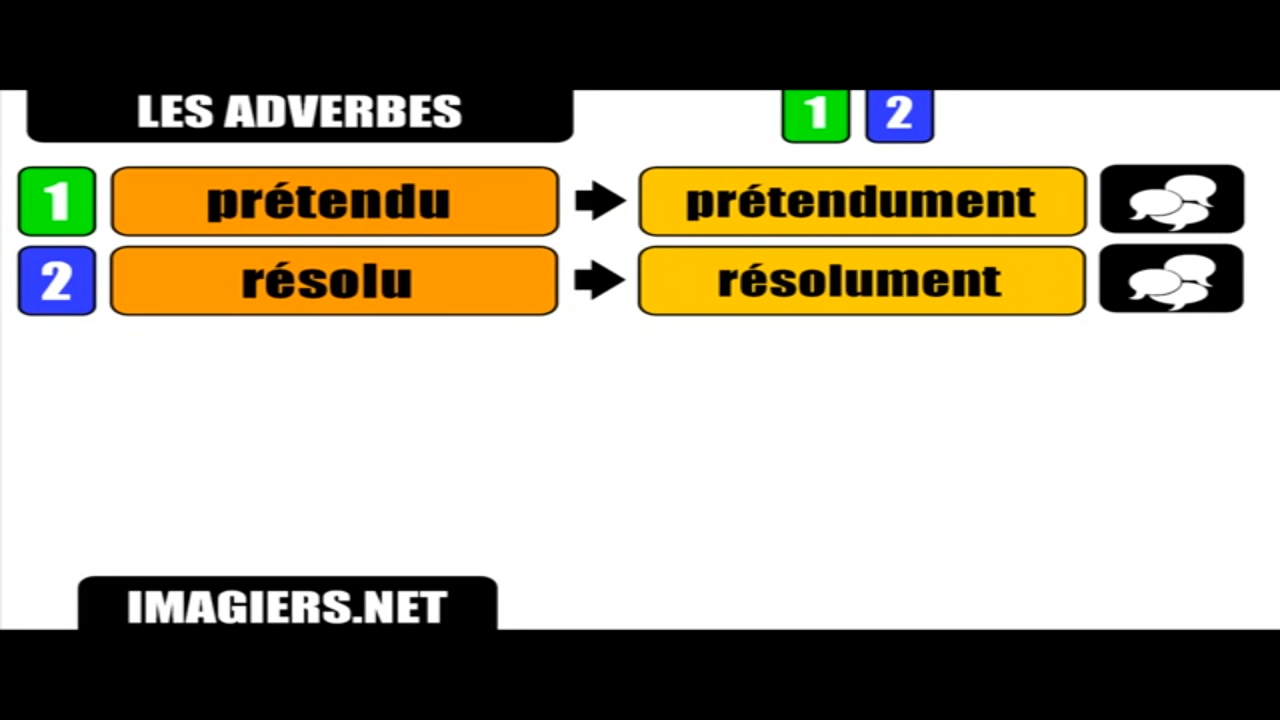 LES ADVERBES 1 2
1 prétendu prétendument
2 résolu résolument
IMAGIERS.NET